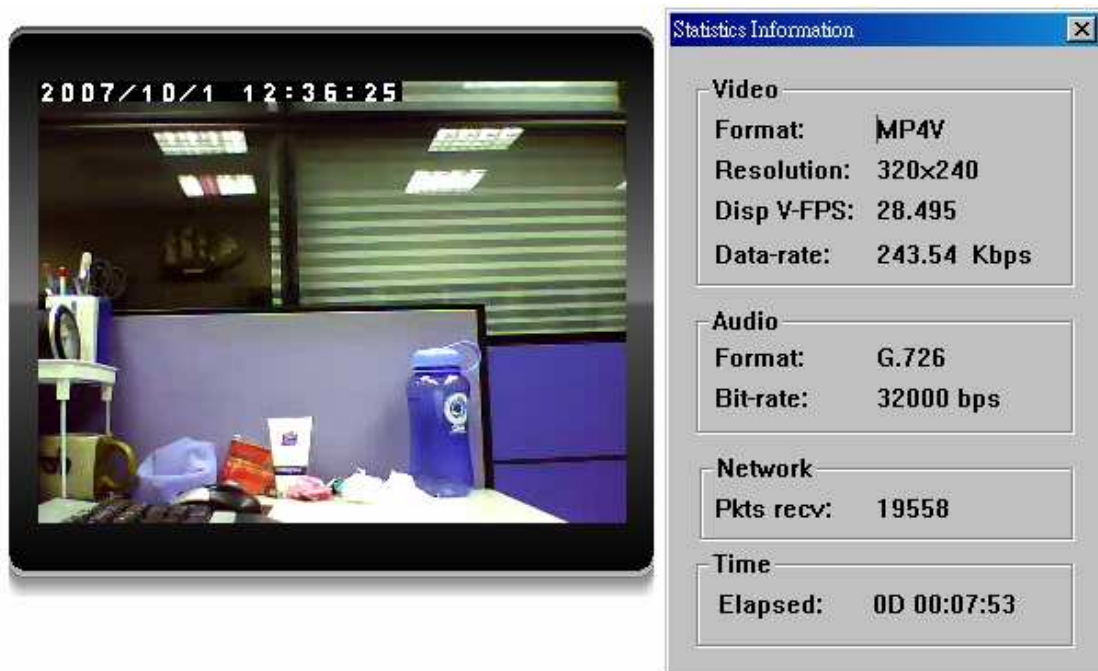 2007/10/1 12:36:25
Statistics Information
Video
Format: MP4V
Resolution: 320×240
Disp V-FPS: 28.495
Data-rate: 243.54 Kbps
Audio
Format: G.726
Bit-rate: 32000 bps
Network
Pkts recv: 19558
Time
Elapsed: 0D 00:07:53